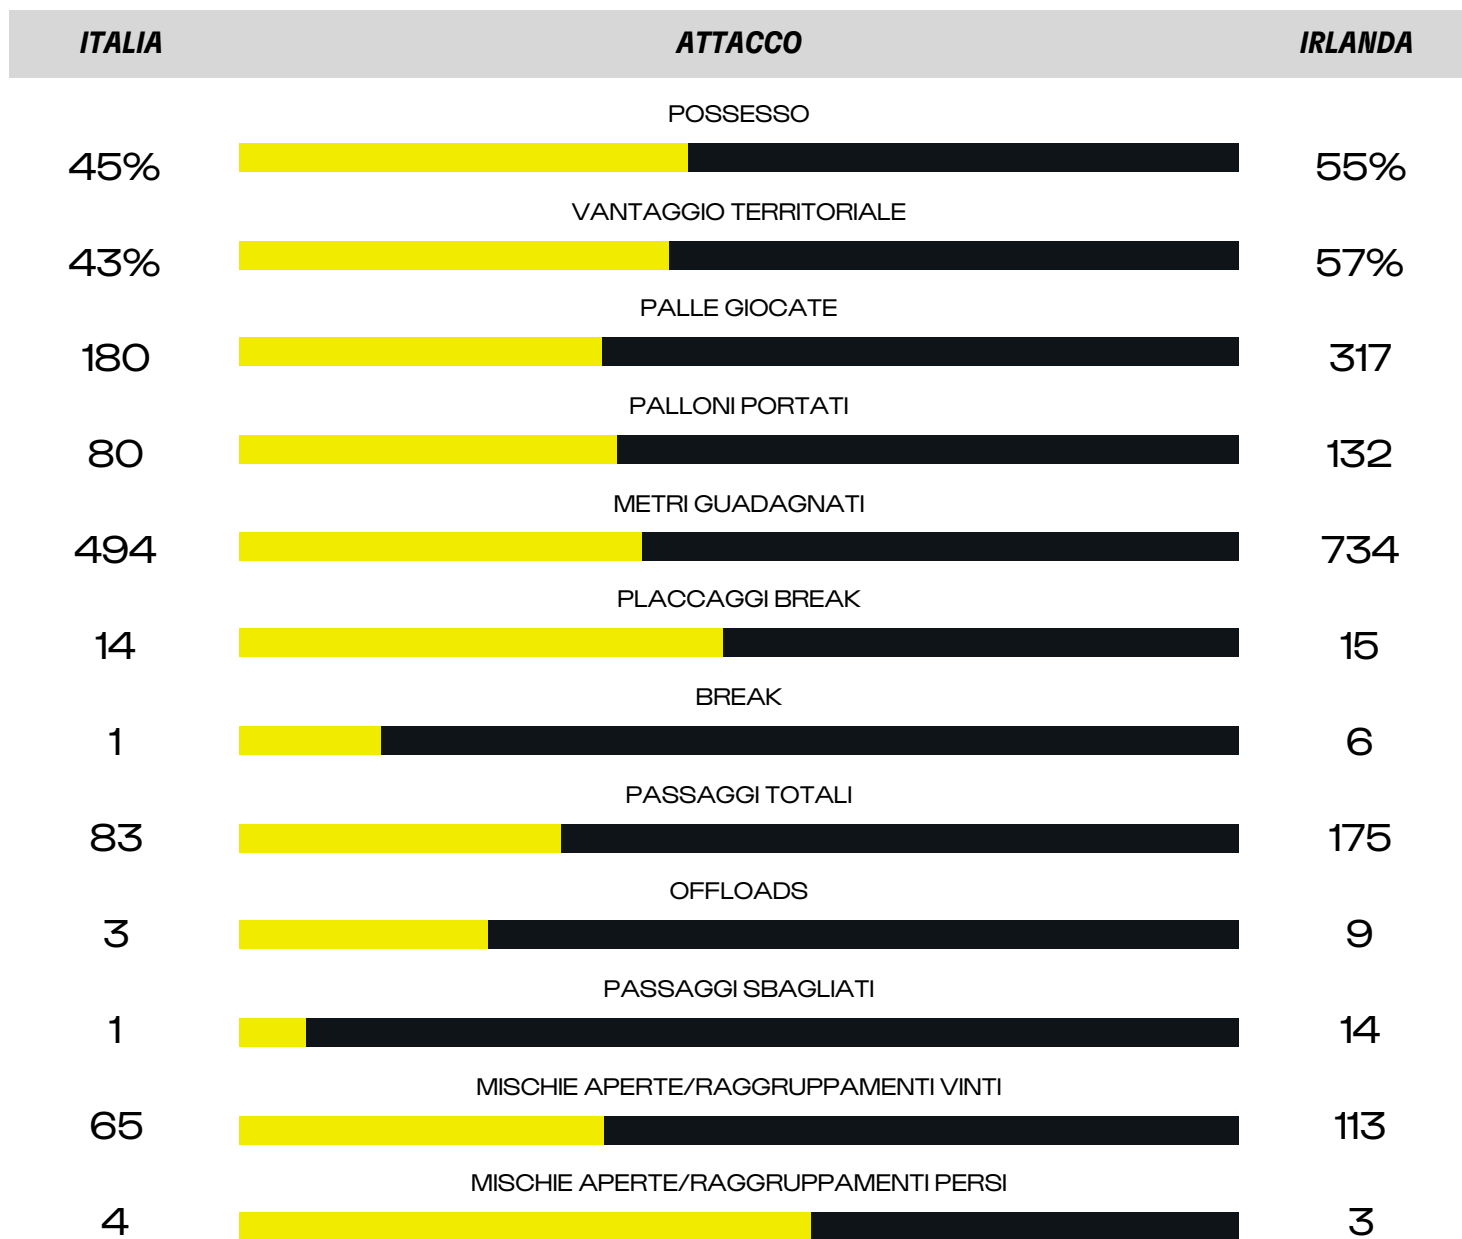 ITALIA ATTACCO IRLANDA
POSSESSO
45% 55%
VANTAGGIO TERRITORIALE
43% 57%
PALLE GIOCATE
180 317
PALLONI PORTATI
80 132
METRI GUADAGNATI
494 734
PLACCAGGI BREAK
14 15
BREAK
1 6
PASSAGGI TOTALI
83 175
OFFLOADS
3 9
PASSAGGI SBAGLIATI
1 14
MISCHIE APERTE/RAGGRUPPAMENTI VINTI
65 113
MISCHIE APERTE/RAGGRUPPAMENTI PERSI
4 3